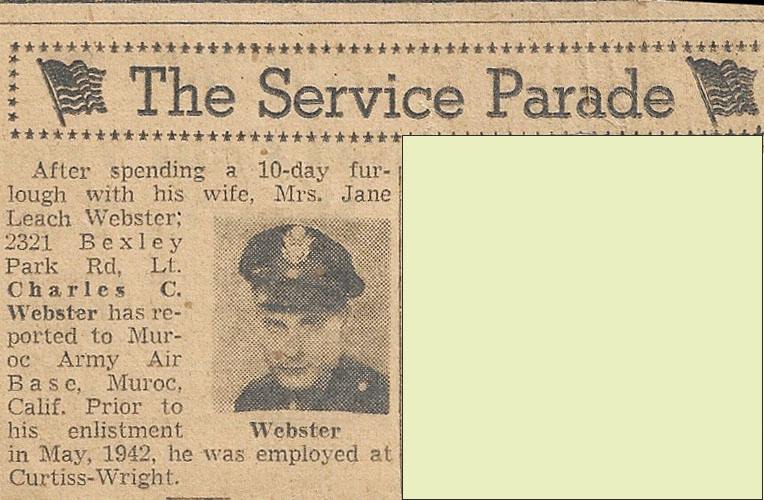 The Service Parade
After spending a 10-day fur-
lough with his wife, Mrs. Jane
Leach Webster;
2321 Bexley
Park Rd, Lt.
Charles C.
Webster has re-
ported to Mur-
oc Army Air
Base, Muroc,
Calif. Prior to
his enlistment
in May, 1942, he was employed at
Curtiss-Wright.
Webster